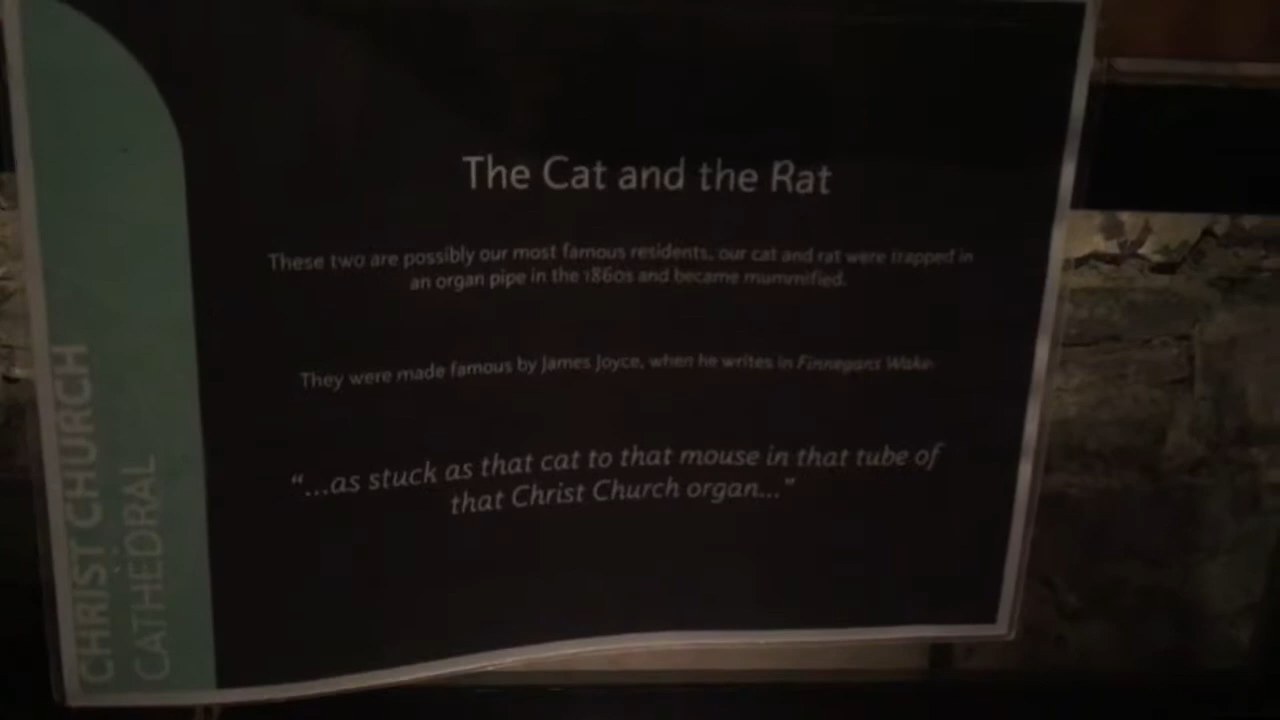 The Cat and the Rat
These two are possibly our most famous residents, our cat and rat were trapped in
an organ pipe in the 1860s and became mummified.
They were made famous by James Joyce, when he writes in Finnegans Wake
"...as stuck as that cat to that mouse in that tube of
that Christ Church organ..."
CHRIST CHURCH
CATHEDRAL